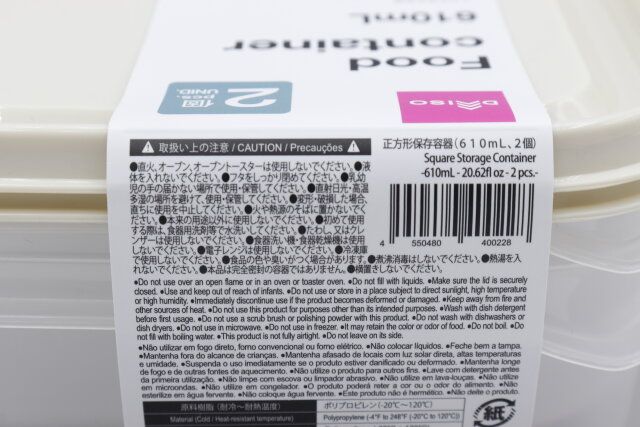 Food
container
610mL
2個
pcs.
UNID.
DAISO
取扱い上の注意 / CAUTION / Precauções
●直火、オーブン、オーブントースターは使用しないでください。●液
体を入れないでください。●フタをしっかり閉めてください。●乳幼
児の手の届かない場所で使用・保管してください。●直射日光・高温
多湿の場所を避けて、使用・保管してください。●変形・破損した場合、
直ちに使用を中止してください。●火や熱源のそばに置かないでくだ
さい。●本来の用途以外に使用しないでください。●初めて使用
する際は、食器用洗剤等で水洗いしてください。●たわし、又はクレ
ンザーは使用しないでください。●食器洗い機・食器乾燥機は使用
しないでください。●電子レンジは使用しないでください。●冷凍庫
で使用しないでください。●食品の色や臭いがつく場合があります。●煮沸消毒はしないでください。●熱湯を入
れないでください。●本品は完全密封の容器ではありません。●横置きしないでください。
正方形保存容器(610mL、2個)
Square Storage Container
-610mL - 20.62fl oz - 2 pcs.-
4 550480 400228
●Do not use over an open flame or in an oven or toaster oven. ●Do not fill with liquids. ●Make sure the lid is securely
closed. ●Use and keep out of reach of infants. ●Do not use or store in a place subject to direct sunlight, high temperature
or high humidity. ●Immediately discontinue use if the product becomes deformed or damaged. ●Keep away from fire and
other sources of heat. ●Do not use this product for purposes other than its intended purposes. ●Wash with dish detergent
before first usage. ●Do not use a scrub brush or polishing powder with this product. ●Do not wash with dishwashers or
dish dryers. ●Do not use in microwave. ●Do not use in freezer. ●It may retain the color or odor of food. ●Do not boil. ●Do
not fill with boiling water. ●This product is not fully airtight. ●Do not leave on its side.
●Não utilizar em fogo direto, forno convencional ou forno elétrico. ●Não colocar líquidos. ●Feche bem a tampa.
●Mantenha fora do alcance de crianças. ●Mantenha afastado de locais com luz solar direta, altas temperaturas
e umidade. ●Suspenda o uso imediatamente se o produto estiver danificado ou deformado. ●Mantenha longe
de fogo e de outras fontes de aquecimento. ●Não utilize o produto para outros fins. ●Lave com detergente antes
da primeira utilização. ●Não limpe com escova ou limpador abrasivo. ●Não utilize em lava-louças. ●Não utilize
em microondas. ●Não utilize em congelador. ●O produto poderá reter a cor ou o odor do alimento. ●Não
esterilize em água fervente. ●Não coloque água fervente. ●Este produto não é hermético. ●Não deite o produto.
原料樹脂(耐冷〜耐熱温度)
Material (Cold / Heat-resistant temperature)
ポリプロピレン(-20℃〜120℃)
Polypropylene (-4°F to 248°F (-20°C to 120°C))
紙